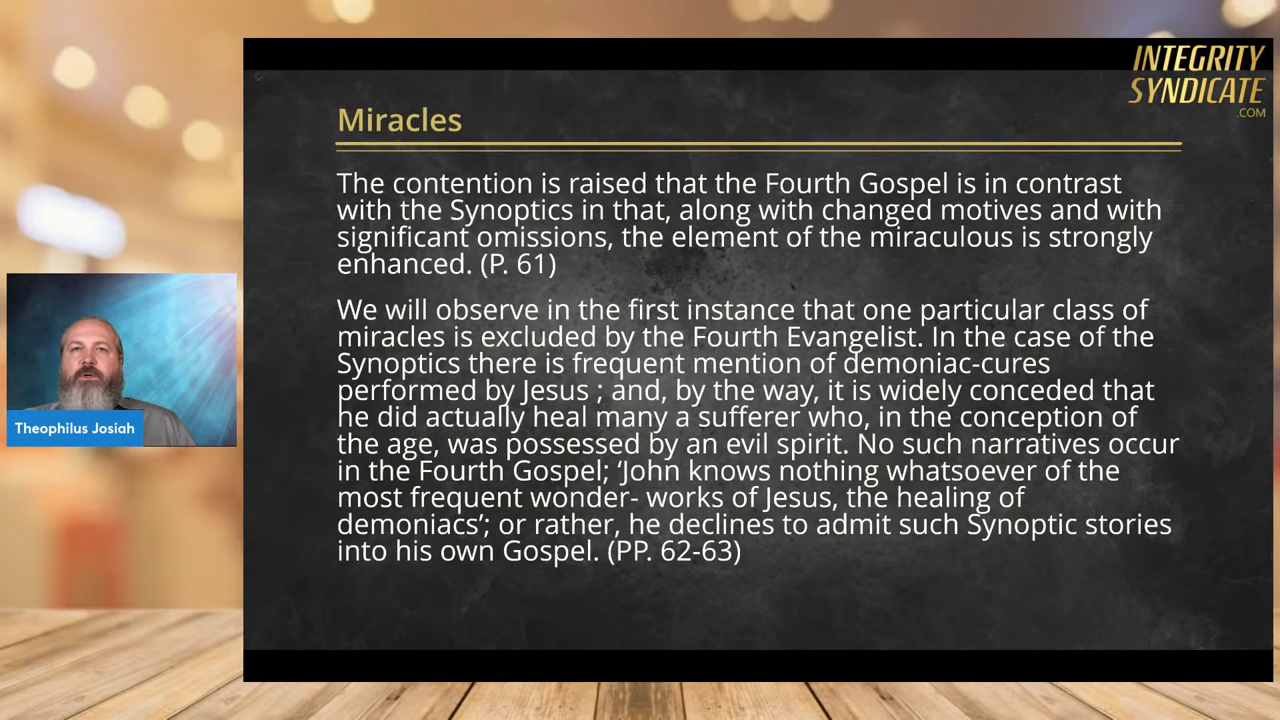 INTEGRITY
SYNDICATE
.COM
Miracles
The contention is raised that the Fourth Gospel is in contrast
with the Synoptics in that, along with changed motives and with
significant omissions, the element of the miraculous is strongly
enhanced. (P. 61)
We will observe in the first instance that one particular class of
miracles is excluded by the Fourth Evangelist. In the case of the
Synoptics there is frequent mention of demoniac-cures
performed by Jesus ; and, by the way, it is widely conceded that
he did actually heal many a sufferer who, in the conception of
the age, was possessed by an evil spirit. No such narratives occur
in the Fourth Gospel; ‘John knows nothing whatsoever of the
most frequent wonder- works of Jesus, the healing of
demoniacs’; or rather, he declines to admit such Synoptic stories
into his own Gospel. (PP. 62-63)
Theophilus Josiah